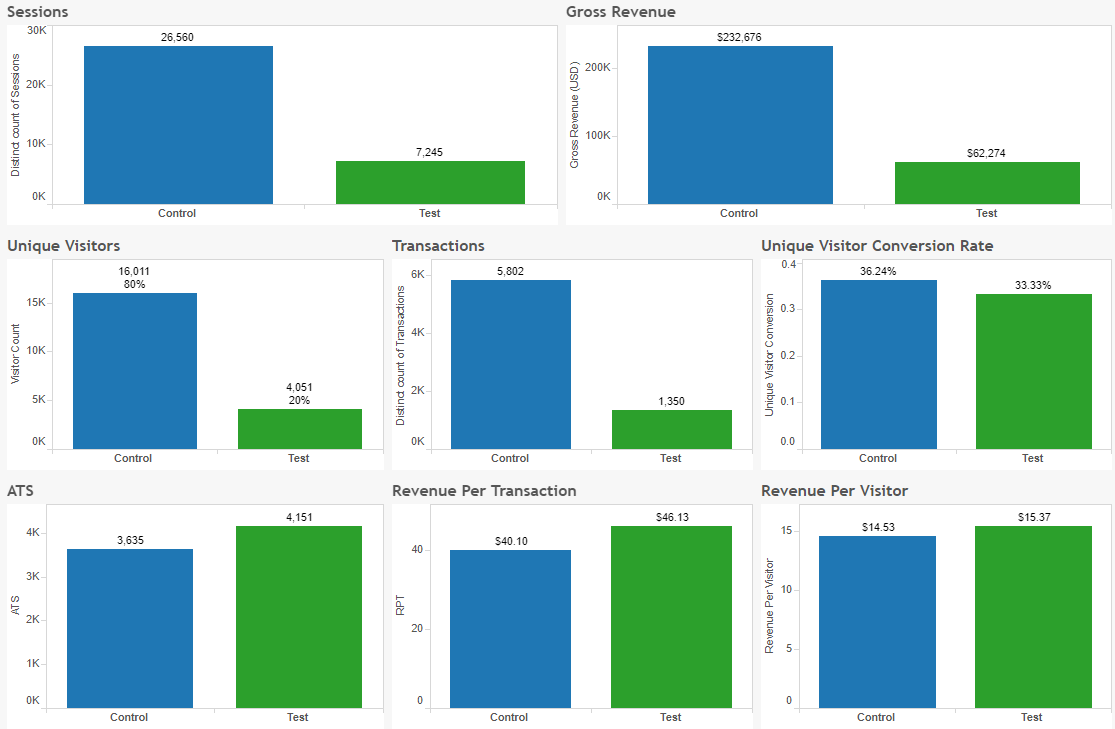 Sessions
Distinct count of Sessions
30K
20K
10K
0K
26,560
7,245
Control
Test
Gross Revenue
Gross Revenue (USD)
200K
100K
0K
$232,676
$62,274
Control
Test
Unique Visitors
Visitor Count
15K
10K
5K
0K
16,011
80%
4,051
20%
Control
Test
Transactions
Distinct count of Transactions
6K
4K
2K
0K
5,802
1,350
Control
Test
Unique Visitor Conversion Rate
Unique Visitor Conversion
0.4
0.3
0.2
0.1
0.0
36.24%
33.33%
Control
Test
ATS
ATS
4K
3K
2K
1K
0K
3,635
4,151
Control
Test
Revenue Per Transaction
RPT
40
20
0
$40.10
$46.13
Control
Test
Revenue Per Visitor
Revenue Per Visitor
15
10
5
0
$14.53
$15.37
Control
Test